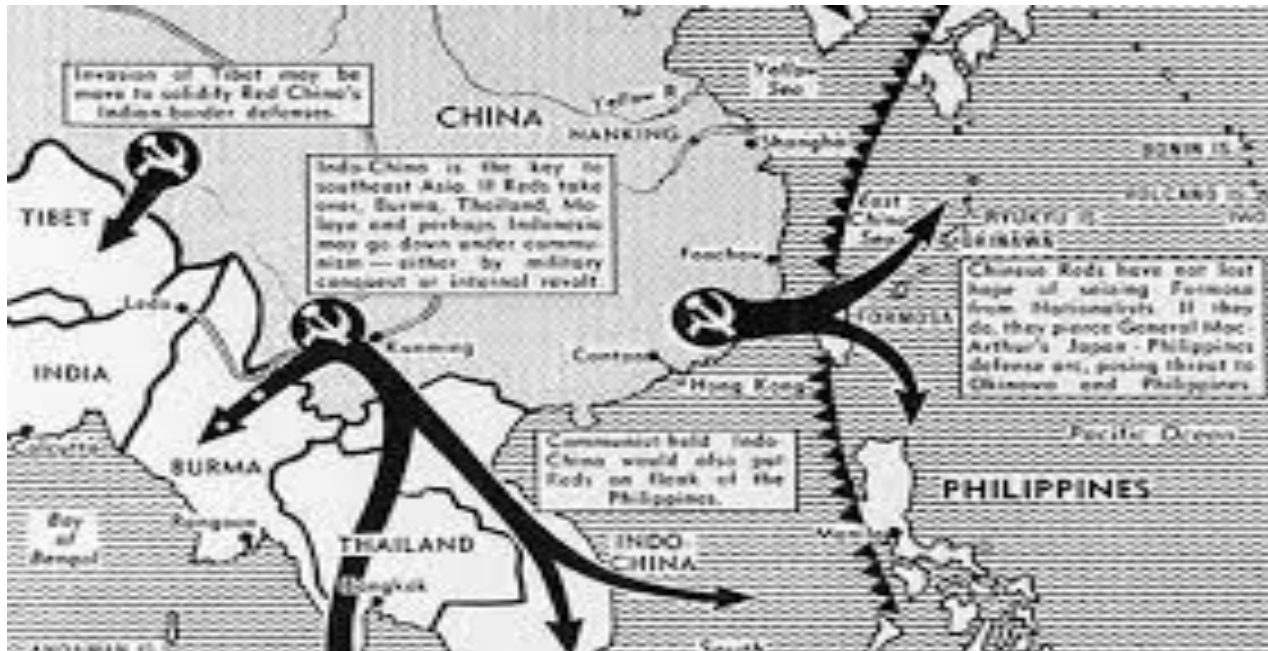 Invasion of Tibet may be
move to solidify Red China's
Indian border defenses.
CHINA
Yellow R.
NANKING
Shanghai
Yellow
Sea
BONIN IS.
VOLCANO IS.
IWO
TIBET
Indo-China is the key to
southeast Asia. If Reds take
over, Burma, Thailand, Ma-
laya and perhaps Indonesia
may go down under commu-
nism — either by military
conquest or internal revolt.
East
China
Sea
RYUKYU IS.
OKINAWA
Foochow
FORMOSA
Chinese Reds have not lost
hope of seizing Formosa
from Nationalists. If they
do, they pierce General Mac-
Arthur's Japan - Philippines
defense arc, posing threat to
Okinawa and Philippines
Ledo
Kunming
Canton
Hong Kong
INDIA
Calcutta
BURMA
Communist-held Indo-
China would also put
Reds on flank of the
Philippines.
Pacific Ocean
PHILIPPINES
Bay
of
Bengal
Rangoon
THAILAND
Bangkok
INDO-
CHINA
Manila
ANDAMAN IS.
South